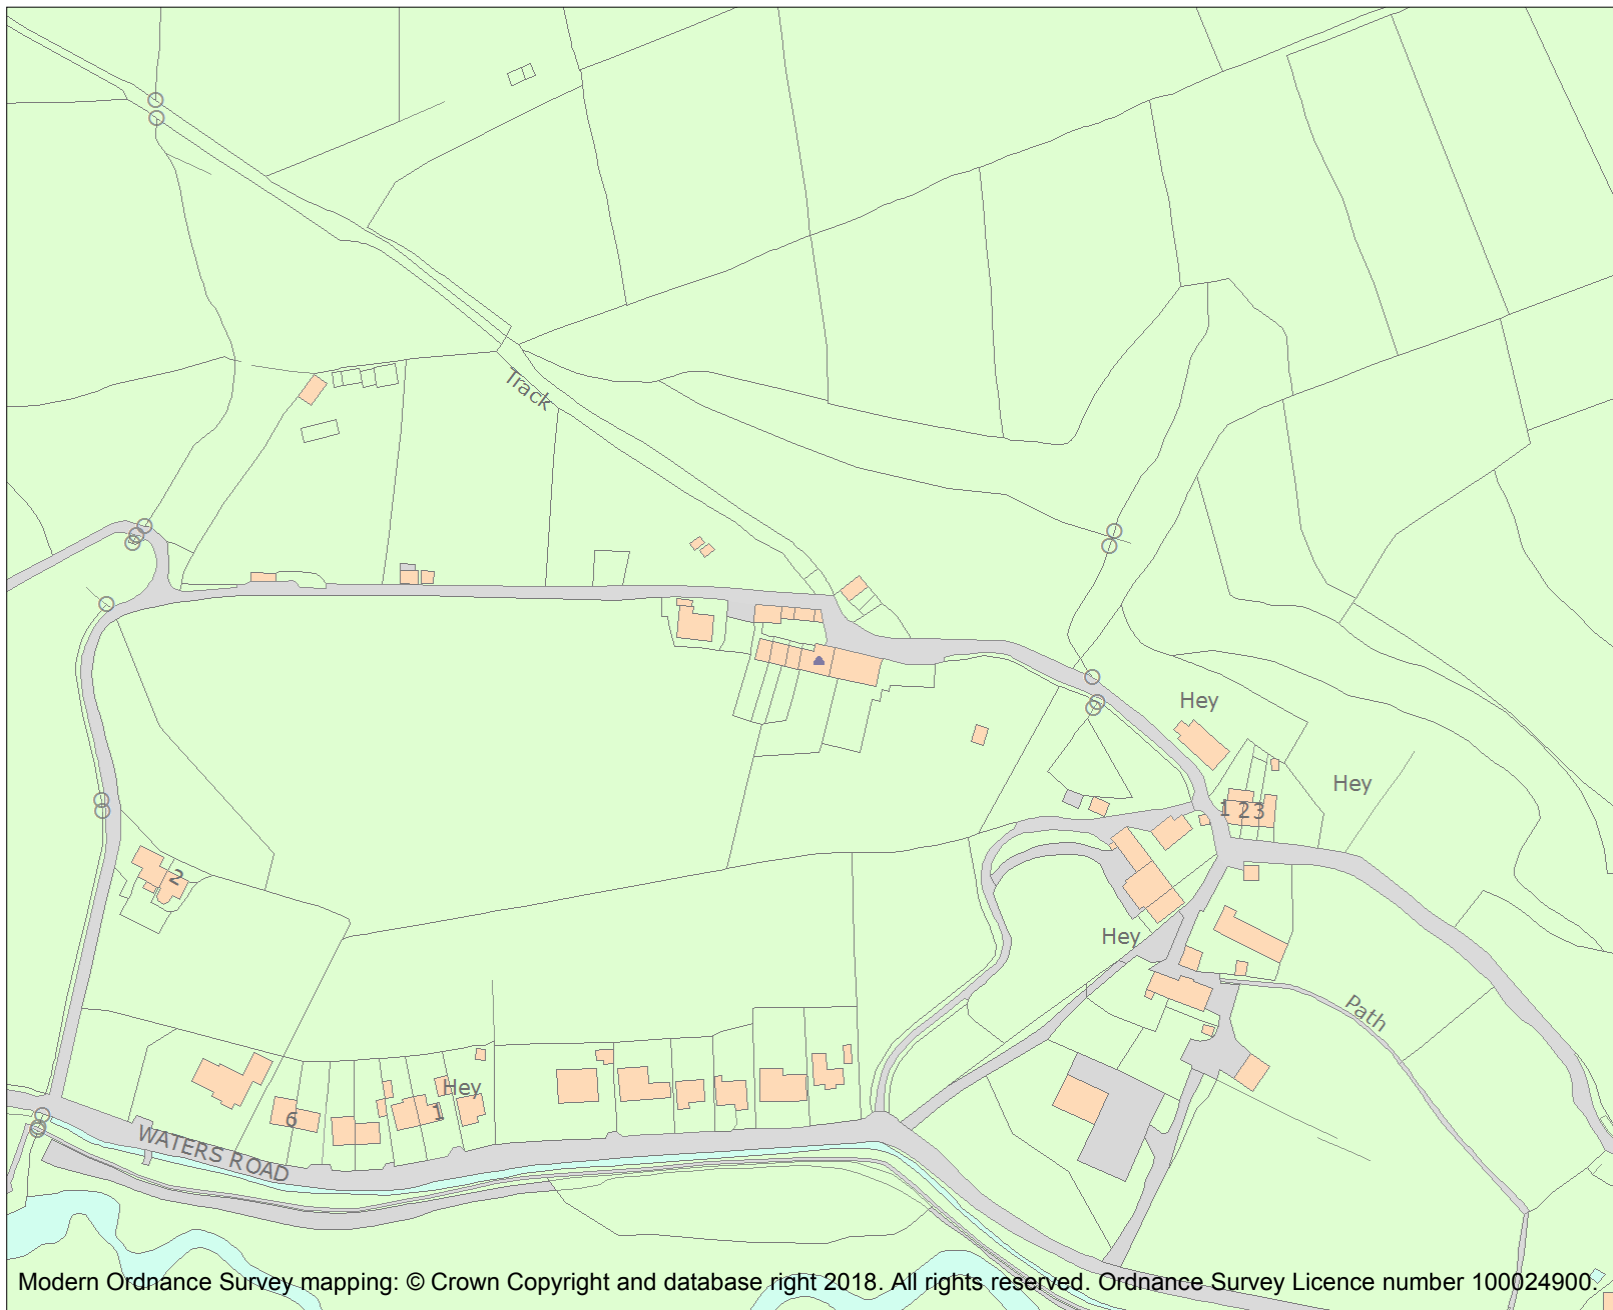 Track
Hey
Hey
1 2 3
2
Hey
Path
Hey
1
6
WATERS ROAD
Modern Ordnance Survey mapping: © Crown Copyright and database right 2018. All rights reserved. Ordnance Survey Licence number 100024900.